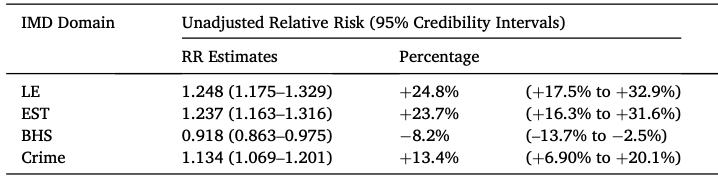 IMD Domain Unadjusted Relative Risk (95% Credibility Intervals)
RR Estimates Percentage
LE 1.248 (1.175–1.329) +24.8% (+17.5% to +32.9%)
EST 1.237 (1.163–1.316) +23.7% (+16.3% to +31.6%)
BHS 0.918 (0.863–0.975) −8.2% (–13.7% to −2.5%)
Crime 1.134 (1.069–1.201) +13.4% (+6.90% to +20.1%)